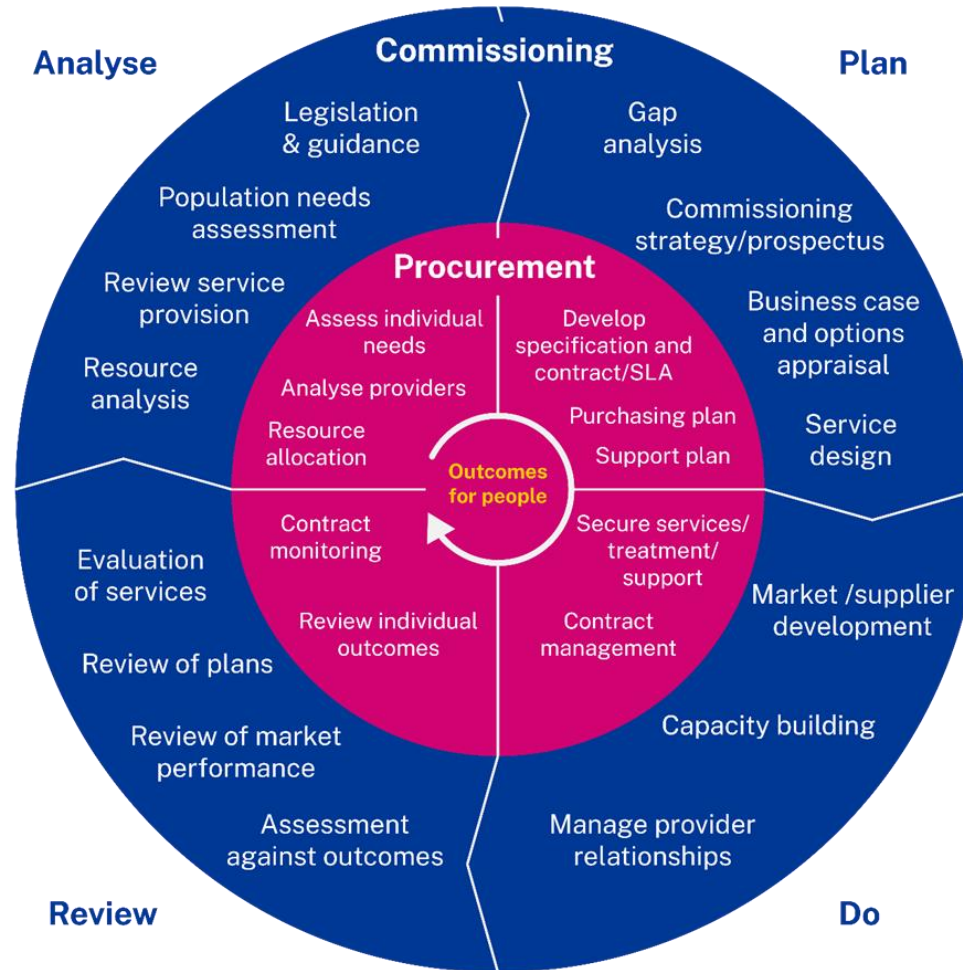 Analyse
Commissioning
Plan
Legislation
& guidance
Population needs
assessment
Review service
provision
Resource
analysis
Gap
analysis
Commissioning
strategy/prospectus
Business case
and options
appraisal
Service
design
Procurement
Assess individual
needs
Analyse providers
Resource
allocation
Develop
specification and
contract/SLA
Purchasing plan
Support plan
Outcomes
for people
Contract
monitoring
Review individual
outcomes
Secure services/
treatment/
support
Contract
management
Evaluation
of services
Review of plans
Review of market
performance
Assessment
against outcomes
Market /supplier
development
Capacity building
Manage provider
relationships
Review
Do